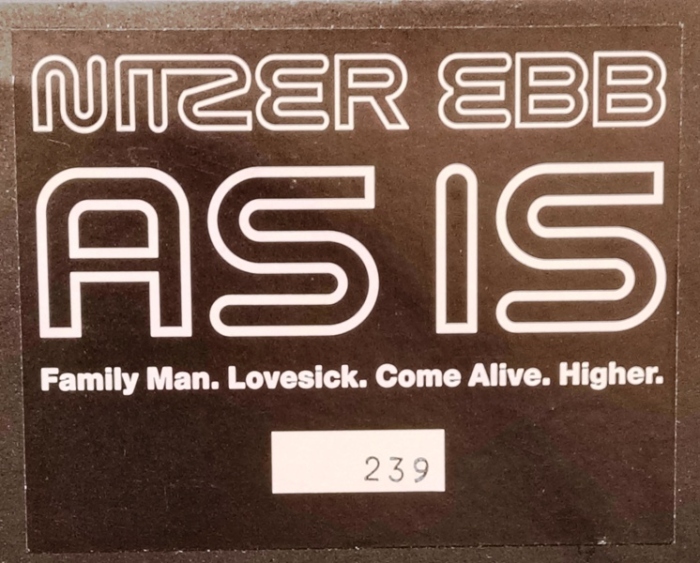 NITZER EBB
AS IS
Family Man. Lovesick. Come Alive. Higher.
239